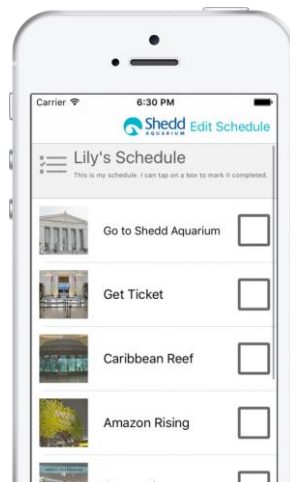 Carrier 6:30 PM
Shedd Edit Schedule
AQUARIUM
Lily's Schedule
This is my schedule. I can tap on a box to mark it completed.
Go to Shedd Aquarium
Get Ticket
Caribbean Reef
Amazon Rising